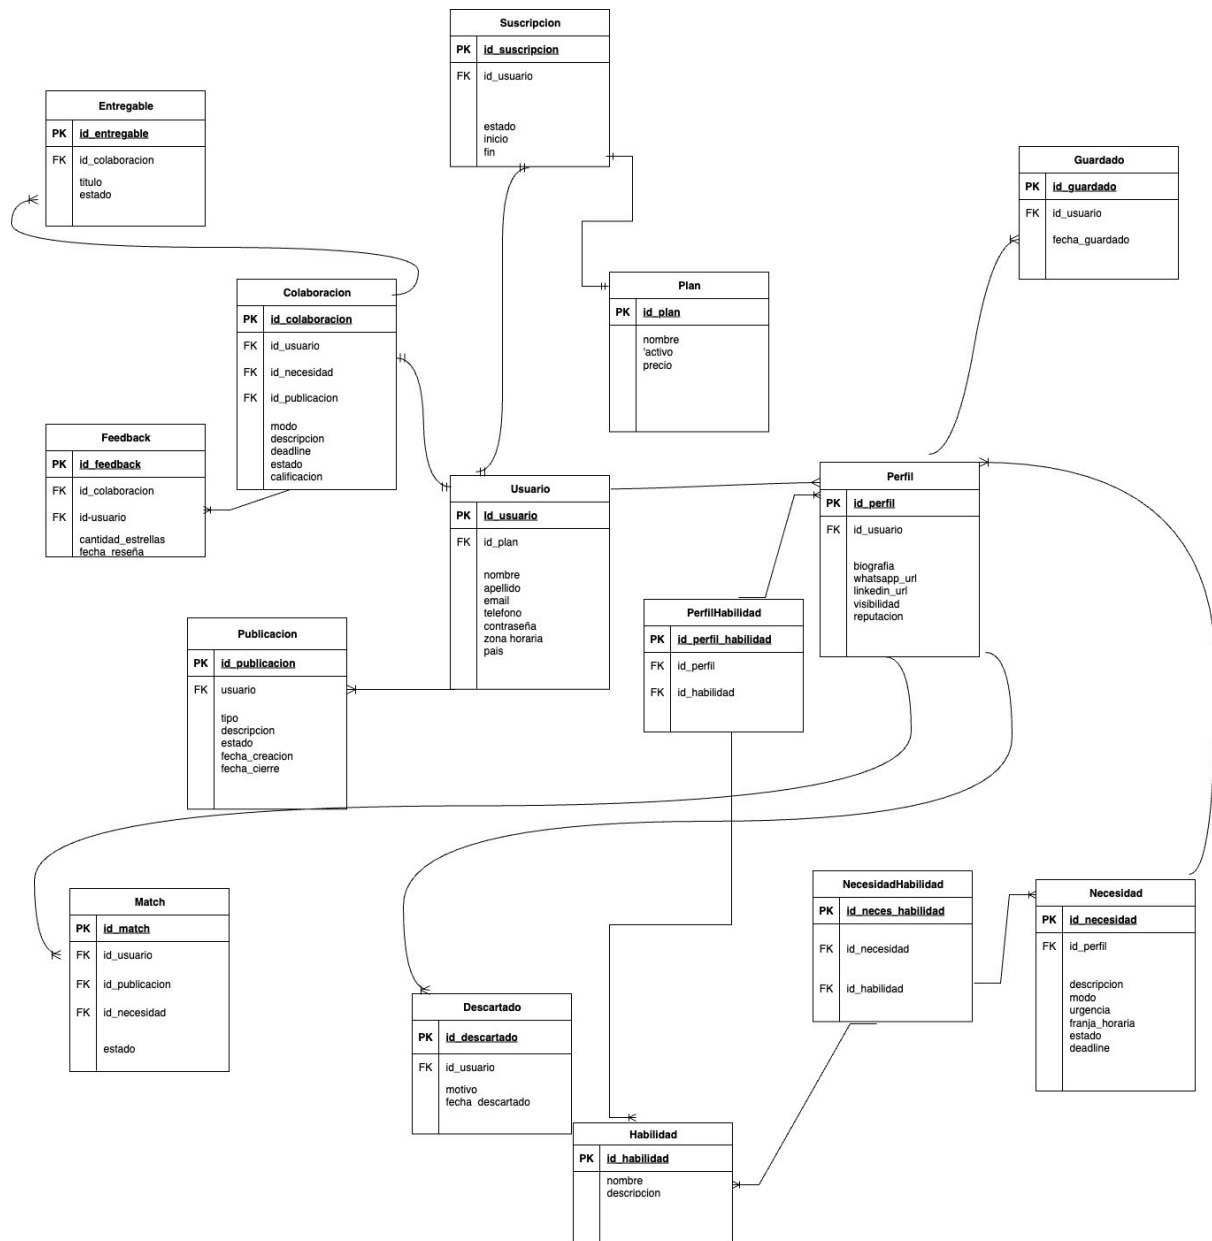 Suscripcion
PK id_suscripcion
FK id_usuario
estado
inicio
fin
Entregable
PK id_entregable
FK id_colaboracion
titulo
estado
Guardado
PK id_guardado
FK id_usuario
fecha_guardado
Colaboracion
PK id_colaboracion
FK id_usuario
FK id_necesidad
FK id_publicacion
modo
descripcion
deadline
estado
calificacion
Plan
PK id_plan
nombre
'activo
precio
Feedback
PK id_feedback
FK id_colaboracion
FK id-usuario
cantidad_estrellas
fecha_reseña
Usuario
PK Id_usuario
FK id_plan
nombre
apellido
email
telefono
contraseña
zona horaria
pais
Perfil
PK id_perfil
FK id_usuario
biografia
whatsapp_url
linkedin_url
visibilidad
reputacion
PerfilHabilidad
PK id_perfil_habilidad
FK id_perfil
FK id_habilidad
Publicacion
PK id_publicacion
FK usuario
tipo
descripcion
estado
fecha_creacion
fecha_cierre
Match
PK id_match
FK id_usuario
FK id_publicacion
FK id_necesidad
estado
NecesidadHabilidad
PK id_neces_habilidad
FK id_necesidad
FK id_habilidad
Necesidad
PK id_necesidad
FK id_perfil
descripcion
modo
urgencia
franja_horaria
estado
deadline
Descartado
PK id_descartado
FK id_usuario
motivo
fecha_descartado
Habilidad
PK id_habilidad
nombre
descripcion